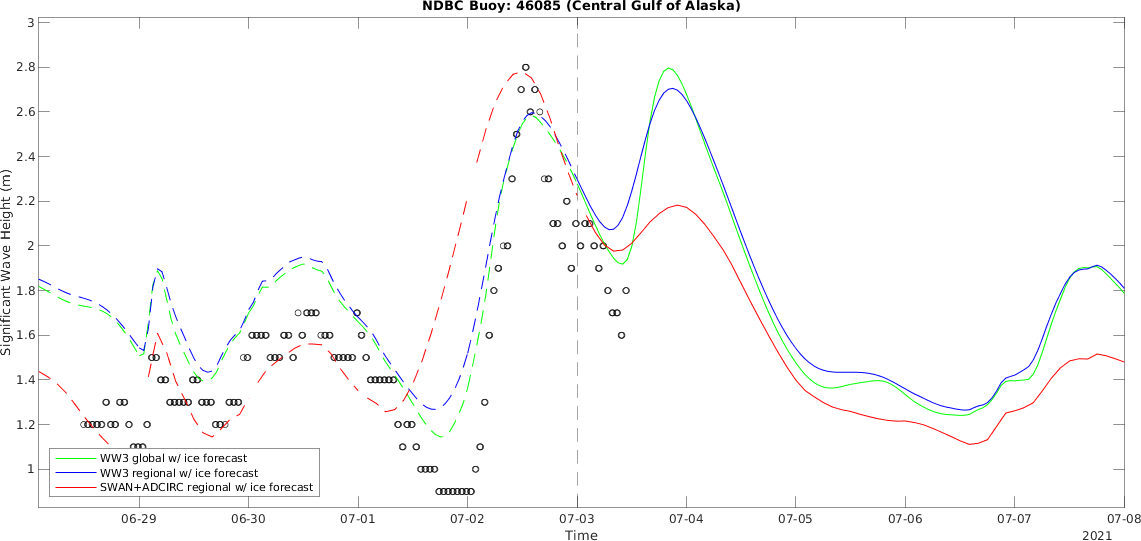 NDBC Buoy: 46085 (Central Gulf of Alaska)
3
2.8
2.6
2.4
2.2
2
1.8
1.6
1.4
1.2
1
Significant Wave Height (m)
WW3 global w/ ice forecast
WW3 regional w/ ice forecast
SWAN+ADCIRC regional w/ ice forecast
06-29 06-30 07-01 07-02 07-03 07-04 07-05 07-06 07-07 07-08
Time
2021